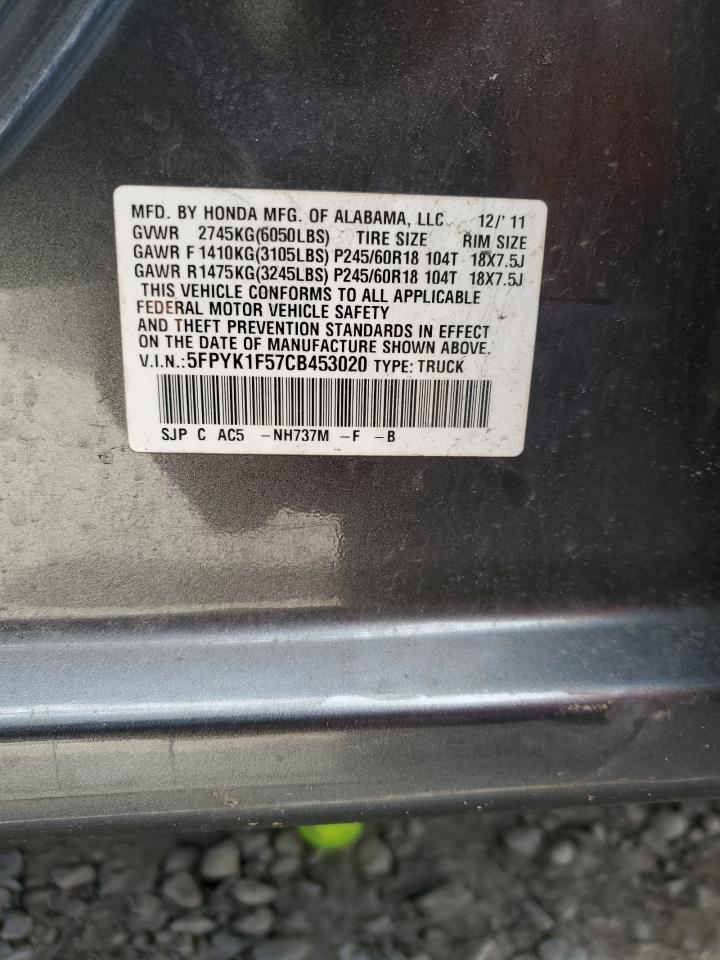 MFD. BY HONDA MFG. OF ALABAMA, LLC 12/'11
GVWR 2745KG(6050LBS) TIRE SIZE RIM SIZE
GAWR F 1410KG(3105LBS) P245/60R18 104T 18X7.5J
GAWR R1475KG(3245LBS) P245/60R18 104T 18X7.5J
THIS VEHICLE CONFORMS TO ALL APPLICABLE
FEDERAL MOTOR VEHICLE SAFETY
AND THEFT PREVENTION STANDARDS IN EFFECT
ON THE DATE OF MANUFACTURE SHOWN ABOVE.
V.I.N.:5FPYK1F57CB453020 TYPE: TRUCK
SJP C AC5 -NH737M -F -B